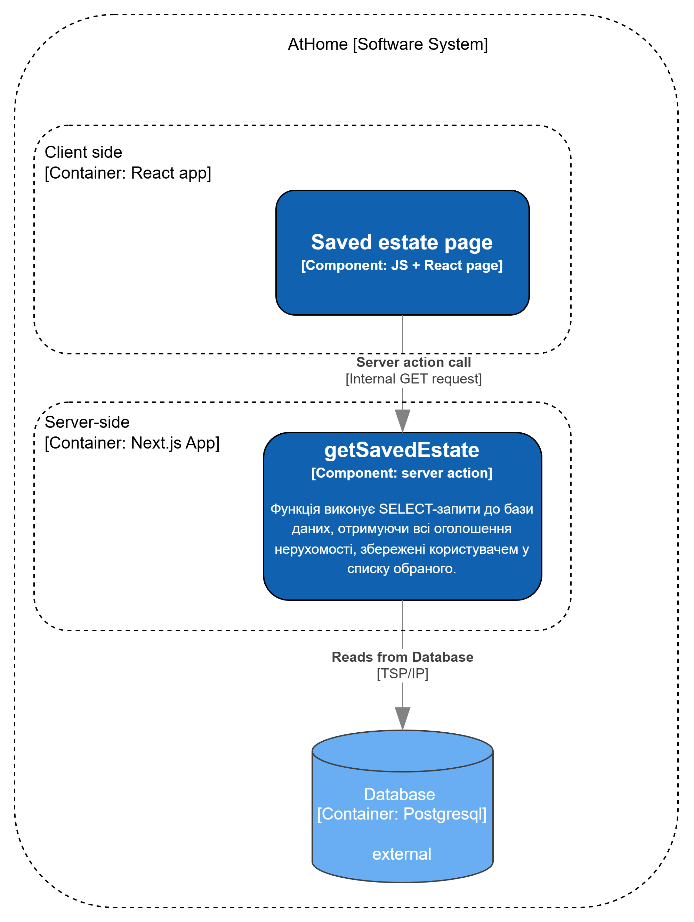 AtHome [Software System]
Client side
[Container: React app]
Saved estate page
[Component: JS + React page]
Server action call
[Internal GET request]
Server-side
[Container: Next.js App]
getSavedEstate
[Component: server action]
Функція виконує SELECT-запити до бази
даних, отримуючи всі оголошення
нерухомості, збережені користувачем у
списку обраного.
Reads from Database
[TSP/IP]
Database
[Container: Postgresql]
external